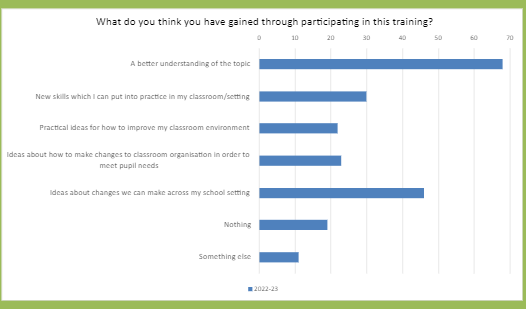 What do you think you have gained through participating in this training?
0 10 20 30 40 50 60 70
A better understanding of the topic
New skills which I can put into practice in my classroom/setting
Practical ideas for how to improve my classroom environment
Ideas about how to make changes to classroom organisation in order to
meet pupil needs
Ideas about changes we can make across my school setting
Nothing
Something else
2022-23